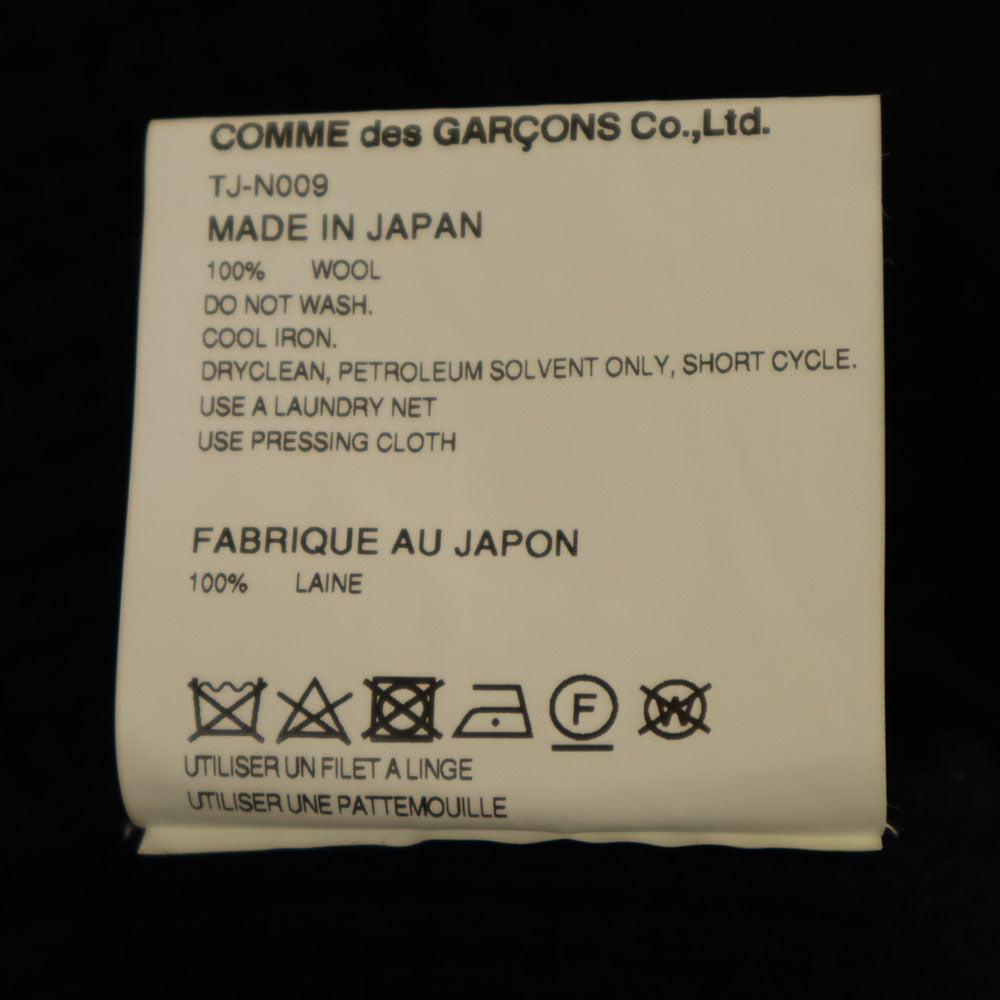 COMME des GARÇONS Co.,Ltd.
TJ-N009
MADE IN JAPAN
100% WOOL
DO NOT WASH.
COOL IRON.
DRYCLEAN, PETROLEUM SOLVENT ONLY, SHORT CYCLE.
USE A LAUNDRY NET
USE PRESSING CLOTH
FABRIQUE AU JAPON
100% LAINE
F W
UTILISER UN FILET A LINGE
UTILISER UNE PATTEMOUILLE